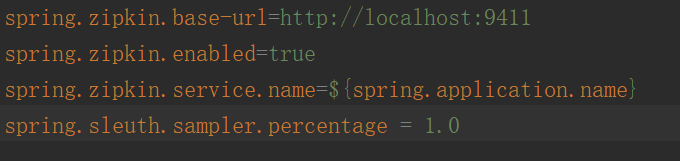 spring.zipkin.base-url=http://localhost:9411
spring.zipkin.enabled=true
spring.zipkin.service.name=${spring.application.name}
spring.sleuth.sampler.percentage = 1.0